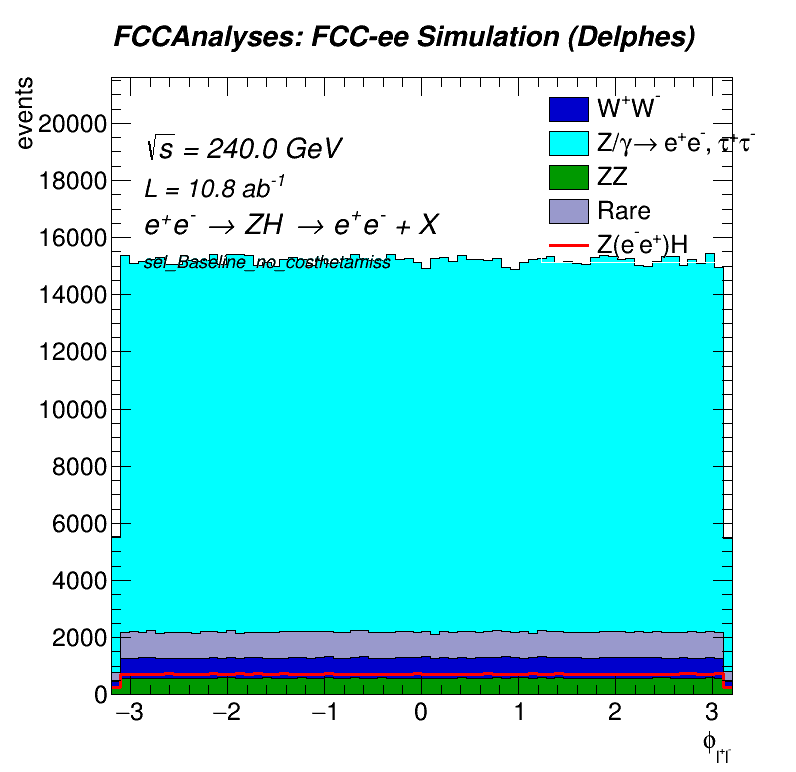 FCCAnalyses: FCC-ee Simulation (Delphes)
events
√s = 240.0 GeV
L = 10.8 ab⁻¹
e⁺e⁻ → ZH → e⁺e⁻ + X
sel_Baseline_no_costhetamiss
W⁺W⁻
Z/γ→ e⁺e⁻, τ⁺τ⁻
ZZ
Rare
Z(e⁻e⁺)H
20000
18000
16000
14000
12000
10000
8000
6000
4000
2000
0
−3 −2 −1 0 1 2 3
ϕ l⁺l⁻